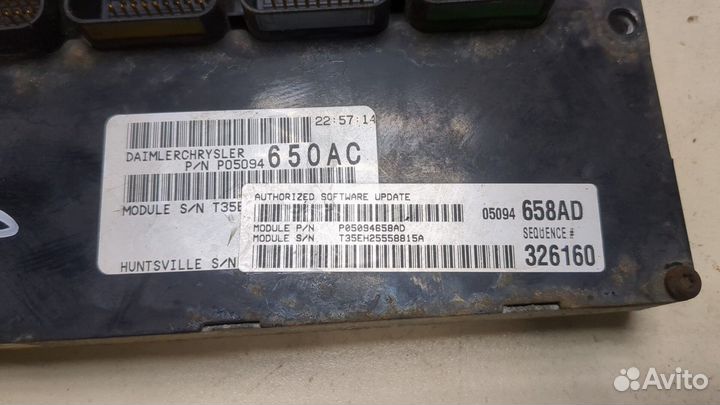 22:57:14
DAIMLERCHRYSLER
P/N P05094 650AC
MODULE S/N T35E
HUNTSVILLE S/N
AUTHORIZED SOFTWARE UPDATE
MODULE P/N P05094658AD
MODULE S/N T35EH25558815A
05094 658AD
SEQUENCE #
326160
Avito